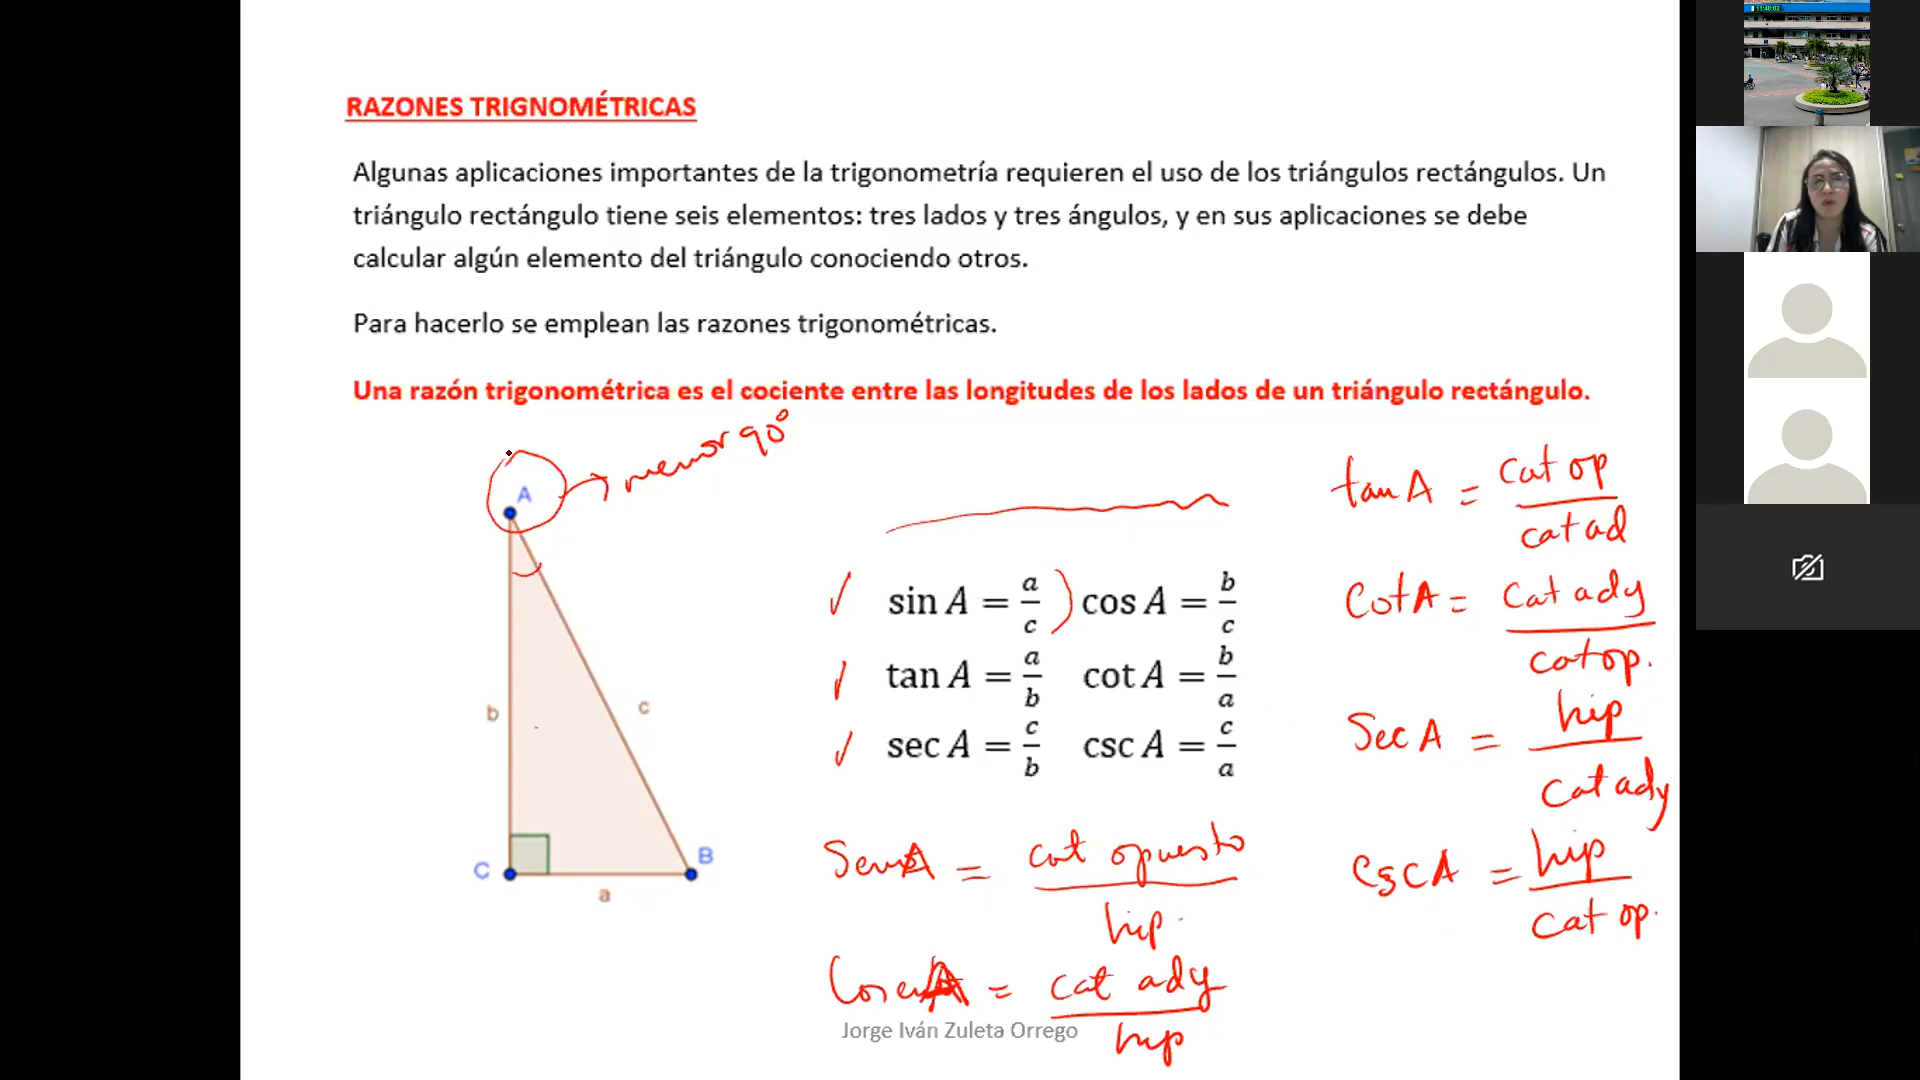 RAZONES TRIGNOMÉTRICAS
Algunas aplicaciones importantes de la trigonometría requieren el uso de los triángulos rectángulos. Un
triángulo rectángulo tiene seis elementos: tres lados y tres ángulos, y en sus aplicaciones se debe
calcular algún elemento del triángulo conociendo otros.
Para hacerlo se emplean las razones trigonométricas.
Una razón trigonométrica es el cociente entre las longitudes de los lados de un triángulo rectángulo.
menor 90°
A
b
c
C
B
a
sin A = a/c cos A = b/c
tan A = a/b cot A = b/a
sec A = c/b csc A = c/a
cat opuesto / hip.
= cat ady / hip
tan A = cat op / cat ad
Cot A = cat ady / cat op.
Sec A = hip / cat ady
Csc A = hip / cat op.
Jorge Iván Zuleta Orrego
11:40:02